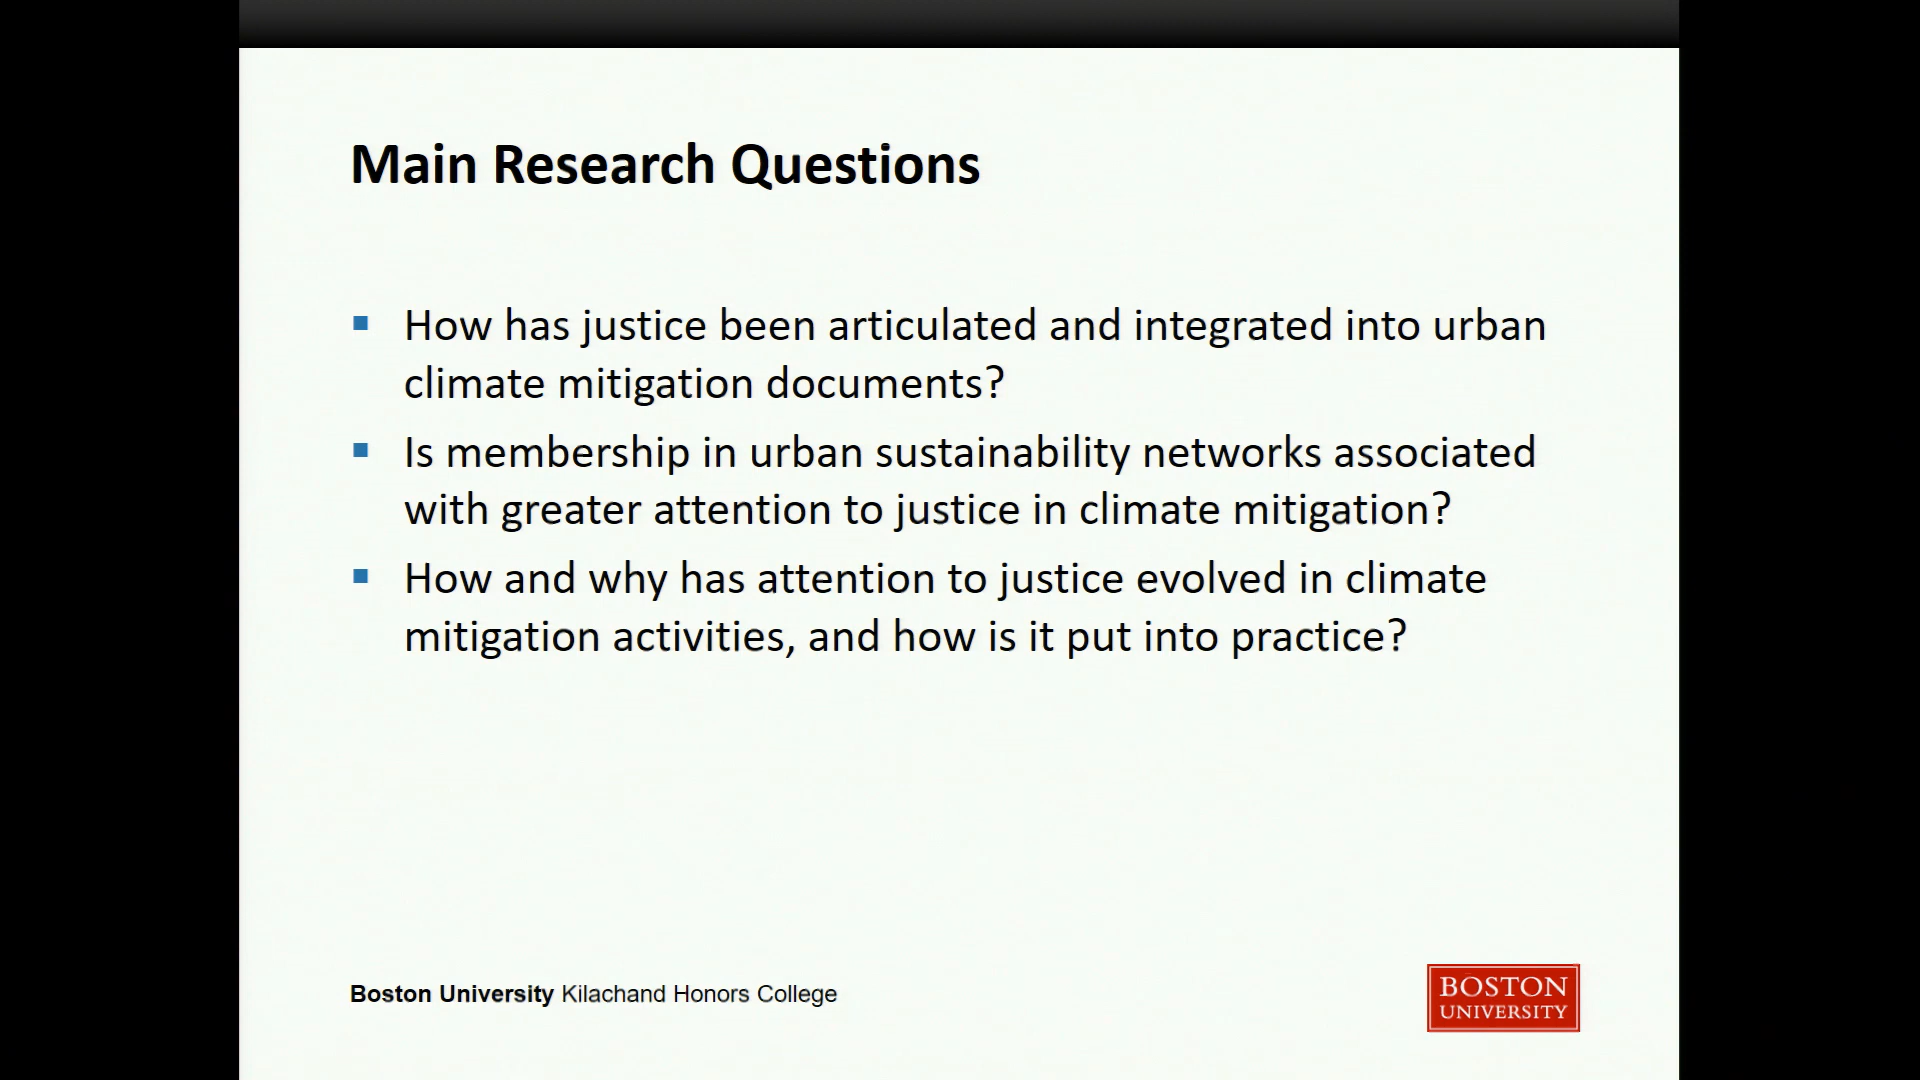 Main Research Questions
How has justice been articulated and integrated into urban
climate mitigation documents?
Is membership in urban sustainability networks associated
with greater attention to justice in climate mitigation?
How and why has attention to justice evolved in climate
mitigation activities, and how is it put into practice?
Boston University Kilachand Honors College
BOSTON
UNIVERSITY